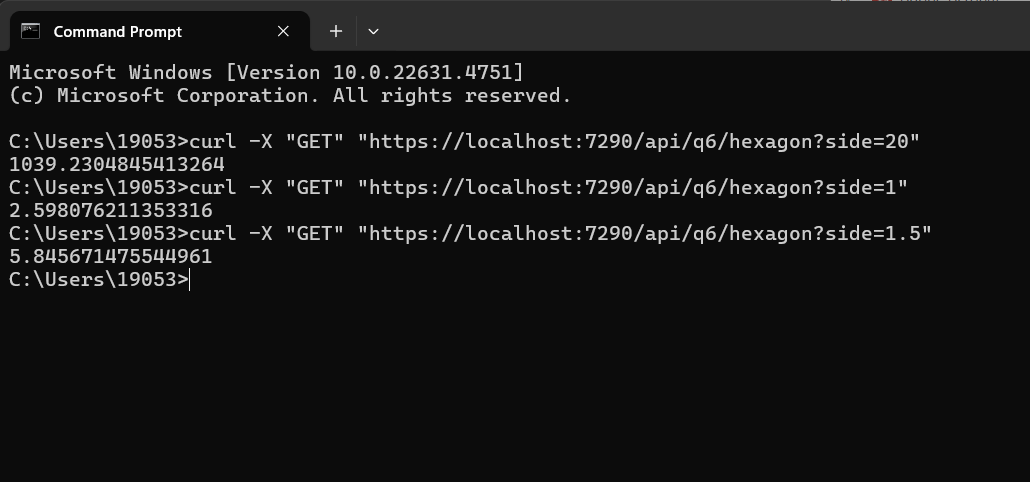 Command Prompt
Microsoft Windows [Version 10.0.22631.4751]
(c) Microsoft Corporation. All rights reserved.
C:\Users\19053>curl -X "GET" "https://localhost:7290/api/q6/hexagon?side=20"
1039.2304845413264
C:\Users\19053>curl -X "GET" "https://localhost:7290/api/q6/hexagon?side=1"
2.598076211353316
C:\Users\19053>curl -X "GET" "https://localhost:7290/api/q6/hexagon?side=1.5"
5.845671475544961
C:\Users\19053>